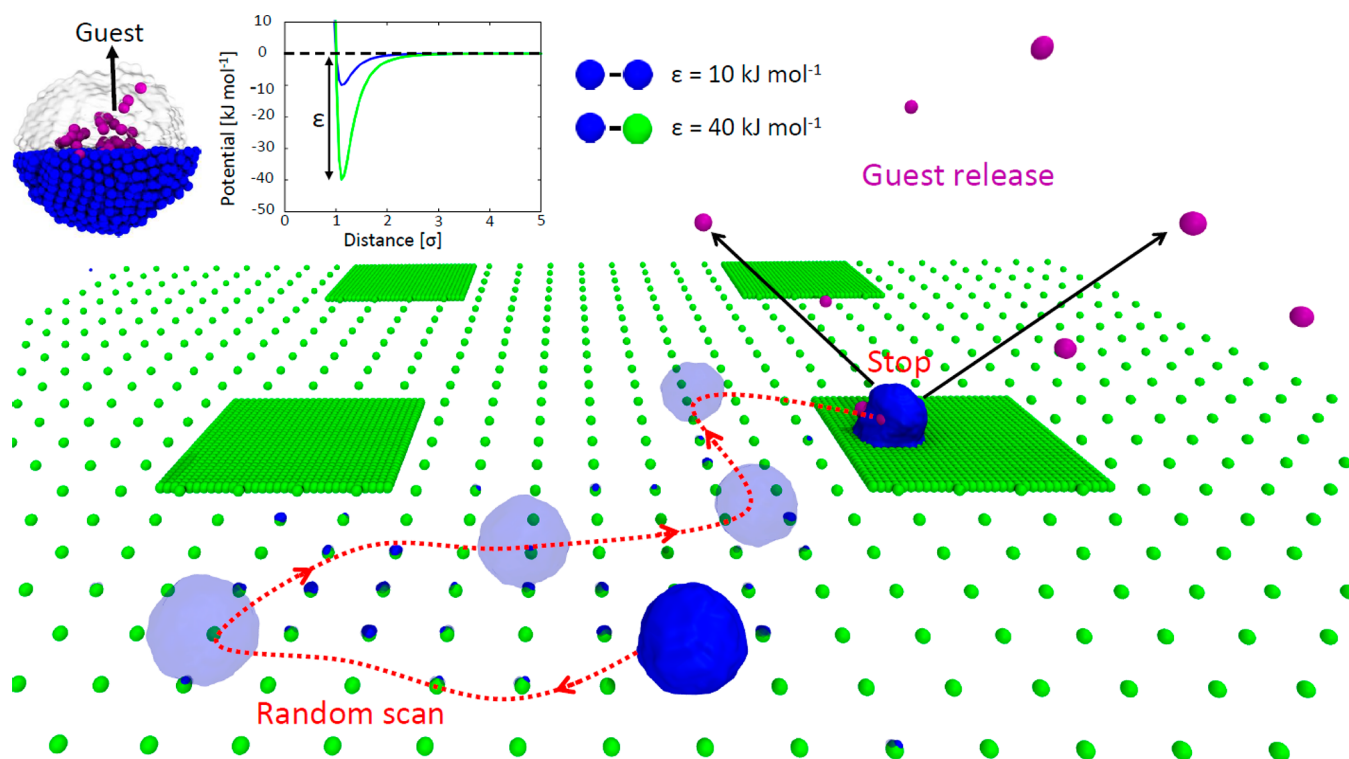 Guest
10
0
-10
-20
-30
-40
-50
Potential [kJ mol⁻¹]
ε
0 1 2 3 4 5
Distance [σ]
ε = 10 kJ mol⁻¹
ε = 40 kJ mol⁻¹
Guest release
Stop
Random scan